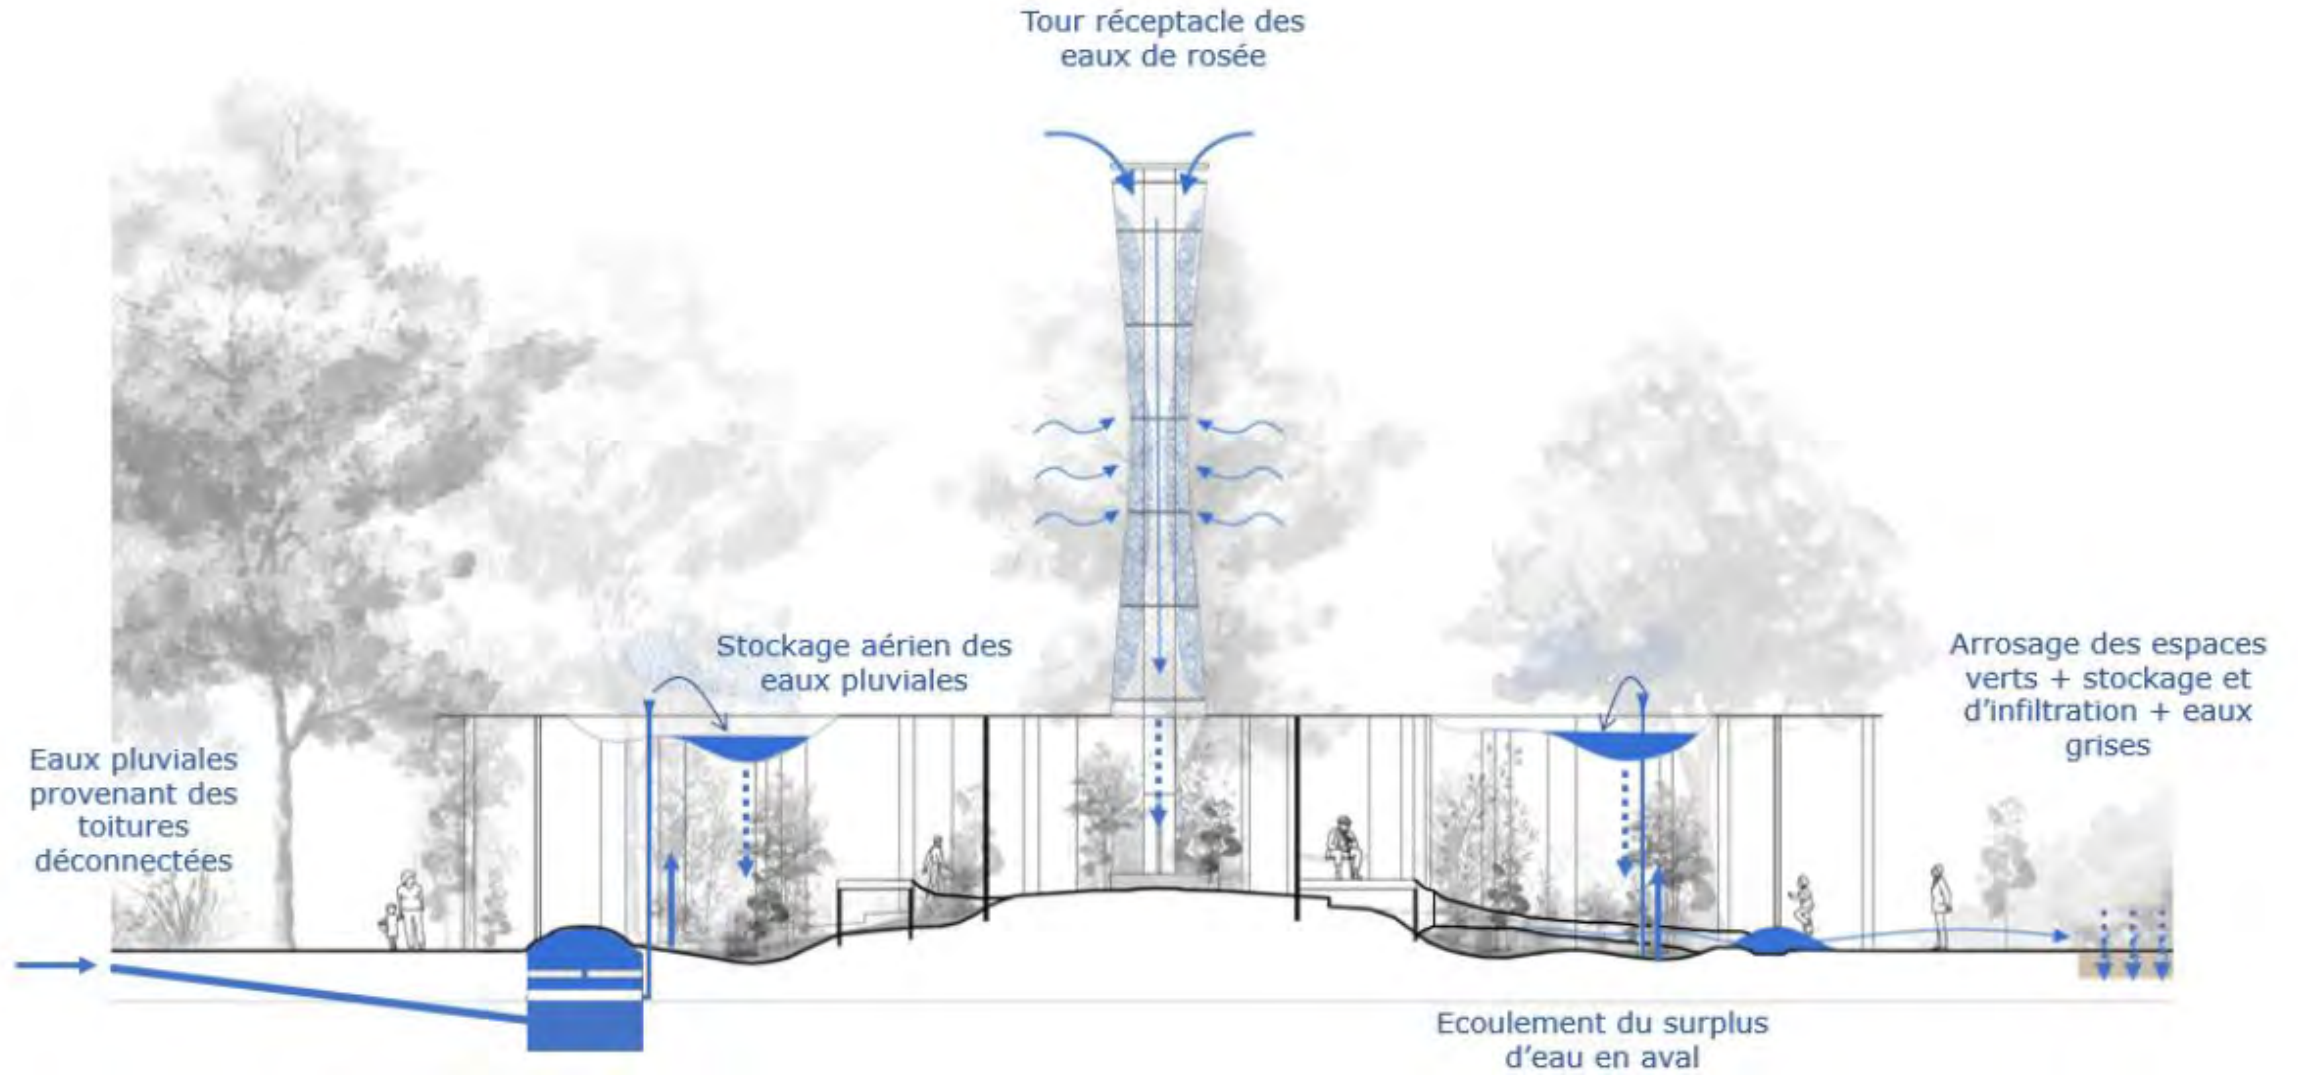 Tour réceptacle des
eaux de rosée
Stockage aérien des
eaux pluviales
Arrosage des espaces
verts + stockage et
d'infiltration + eaux
grises
Eaux pluviales
provenant des
toitures
déconnectées
Ecoulement du surplus
d'eau en aval